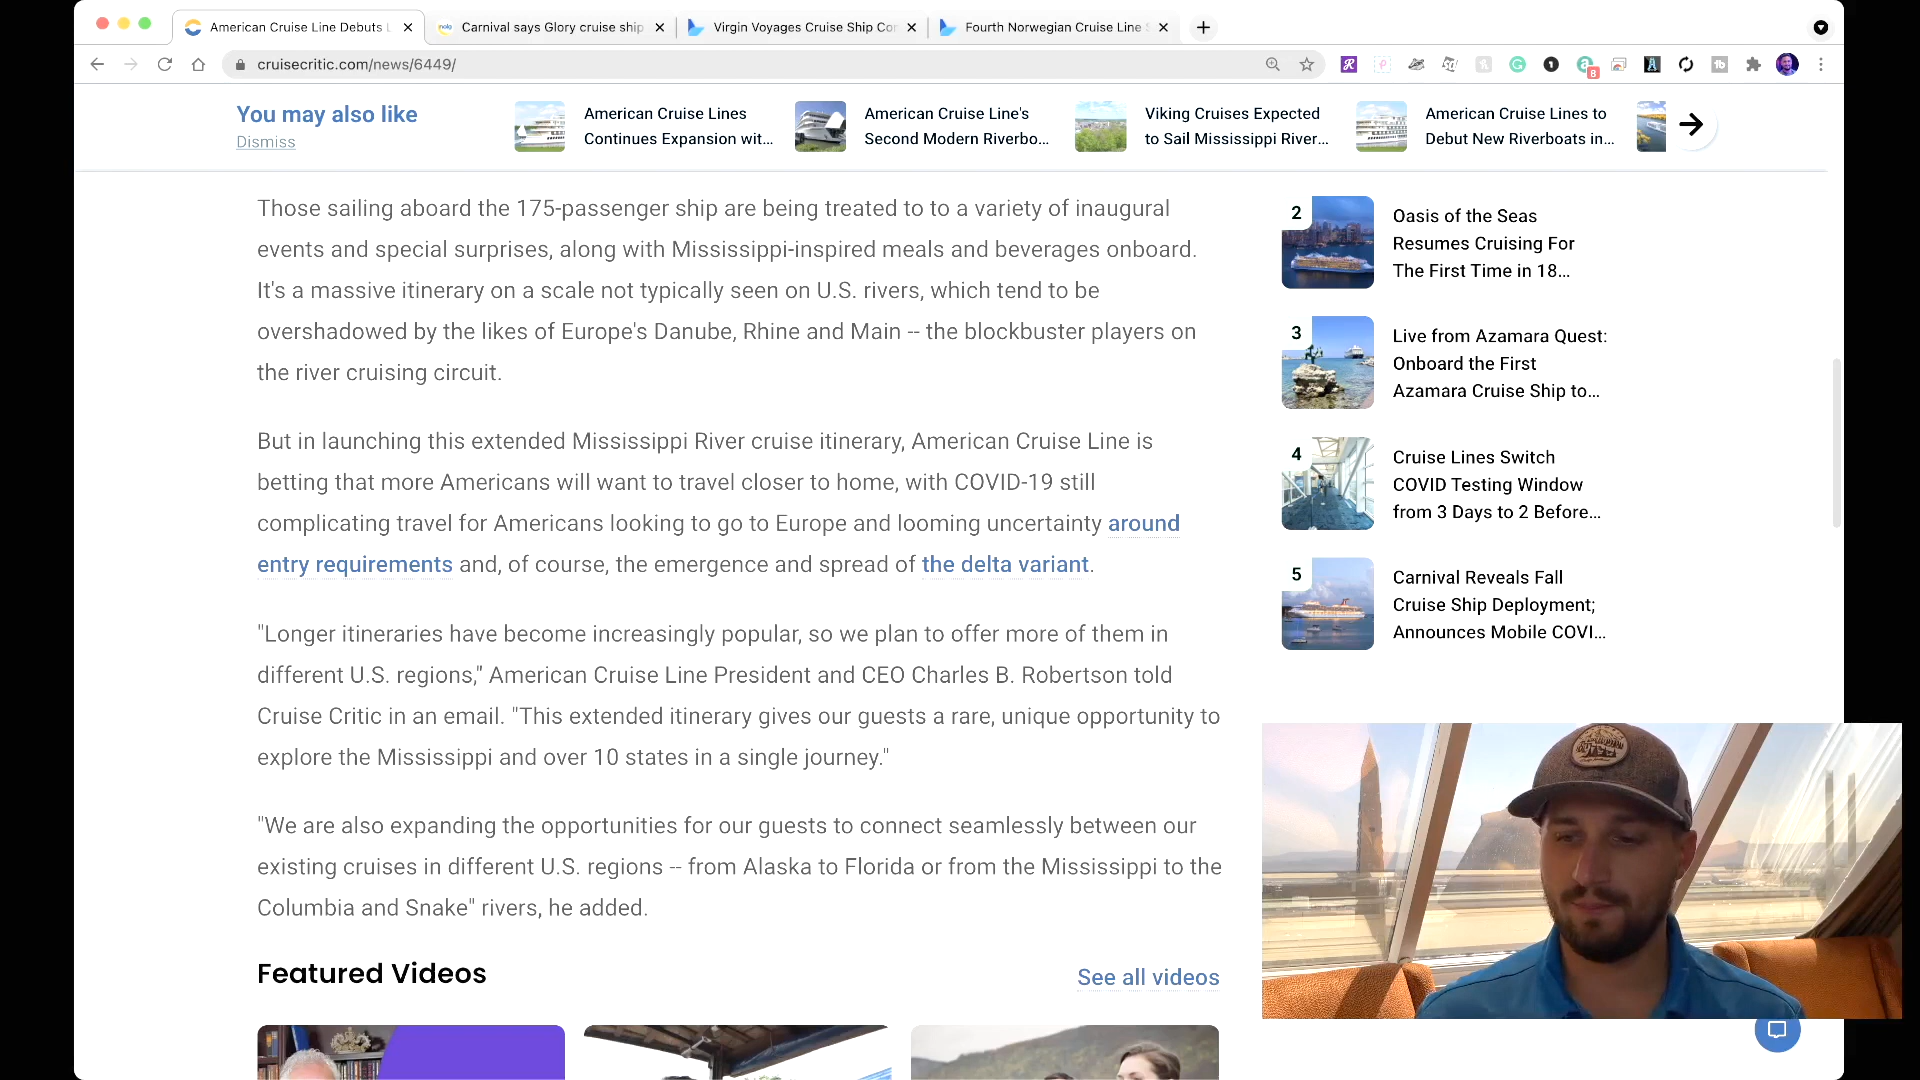 American Cruise Line Debuts L
Carnival says Glory cruise ship
Virgin Voyages Cruise Ship Con
Fourth Norwegian Cruise Line S
cruisecritic.com/news/6449/
You may also like
Dismiss
American Cruise Lines
Continues Expansion wit...
American Cruise Line's
Second Modern Riverbo...
Viking Cruises Expected
to Sail Mississippi River...
American Cruise Lines to
Debut New Riverboats in...
Those sailing aboard the 175-passenger ship are being treated to to a variety of inaugural
events and special surprises, along with Mississippi-inspired meals and beverages onboard.
It's a massive itinerary on a scale not typically seen on U.S. rivers, which tend to be
overshadowed by the likes of Europe's Danube, Rhine and Main -- the blockbuster players on
the river cruising circuit.
But in launching this extended Mississippi River cruise itinerary, American Cruise Line is
betting that more Americans will want to travel closer to home, with COVID-19 still
complicating travel for Americans looking to go to Europe and looming uncertainty around
entry requirements and, of course, the emergence and spread of the delta variant.
"Longer itineraries have become increasingly popular, so we plan to offer more of them in
different U.S. regions," American Cruise Line President and CEO Charles B. Robertson told
Cruise Critic in an email. "This extended itinerary gives our guests a rare, unique opportunity to
explore the Mississippi and over 10 states in a single journey."
"We are also expanding the opportunities for our guests to connect seamlessly between our
existing cruises in different U.S. regions -- from Alaska to Florida or from the Mississippi to the
Columbia and Snake" rivers, he added.
Featured Videos
See all videos
2
Oasis of the Seas
Resumes Cruising For
The First Time in 18...
3
Live from Azamara Quest:
Onboard the First
Azamara Cruise Ship to...
4
Cruise Lines Switch
COVID Testing Window
from 3 Days to 2 Before...
5
Carnival Reveals Fall
Cruise Ship Deployment;
Announces Mobile COVI...